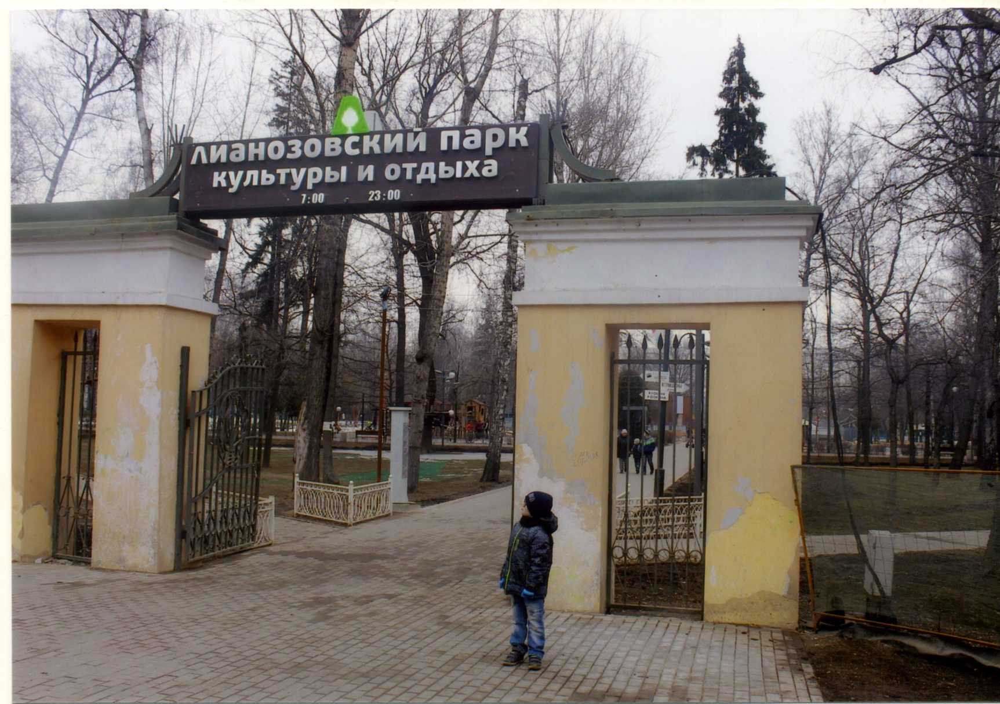 лианозовский парк
культуры и отдыха
7:00 23:00